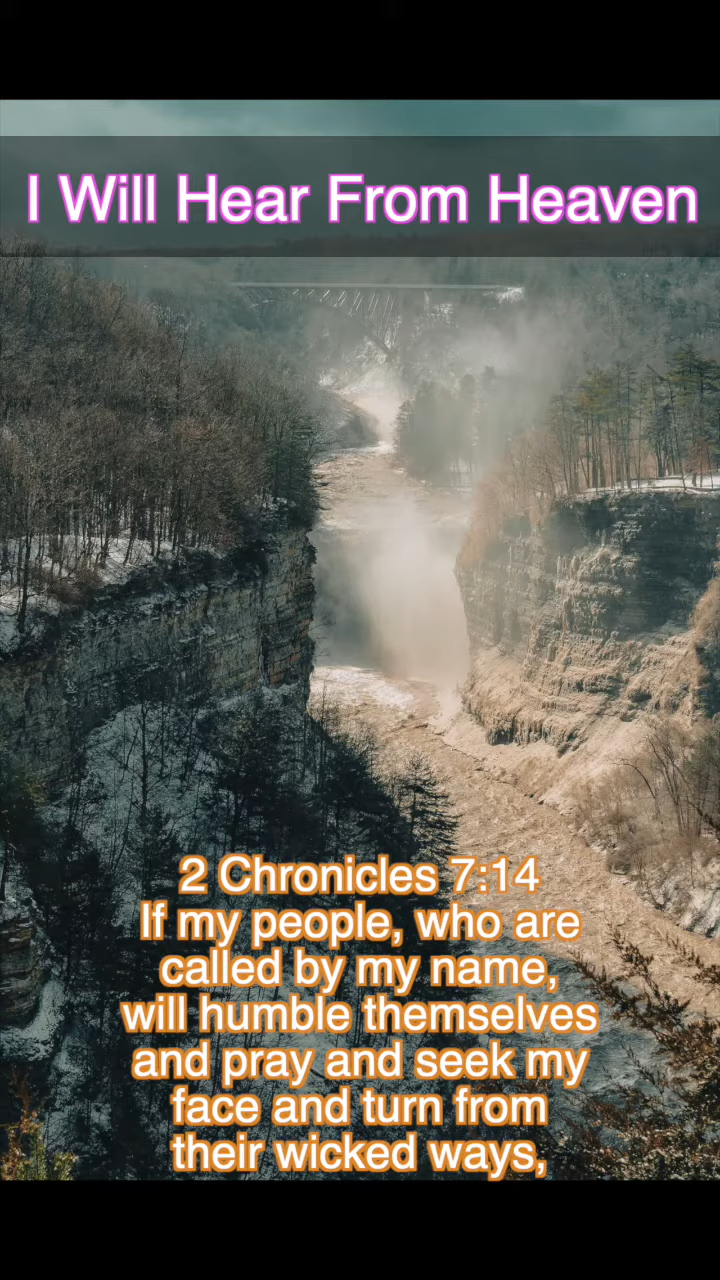 I Will Hear From Heaven
2 Chronicles 7:14
If my people, who are
called by my name,
will humble themselves
and pray and seek my
face and turn from
their wicked ways,